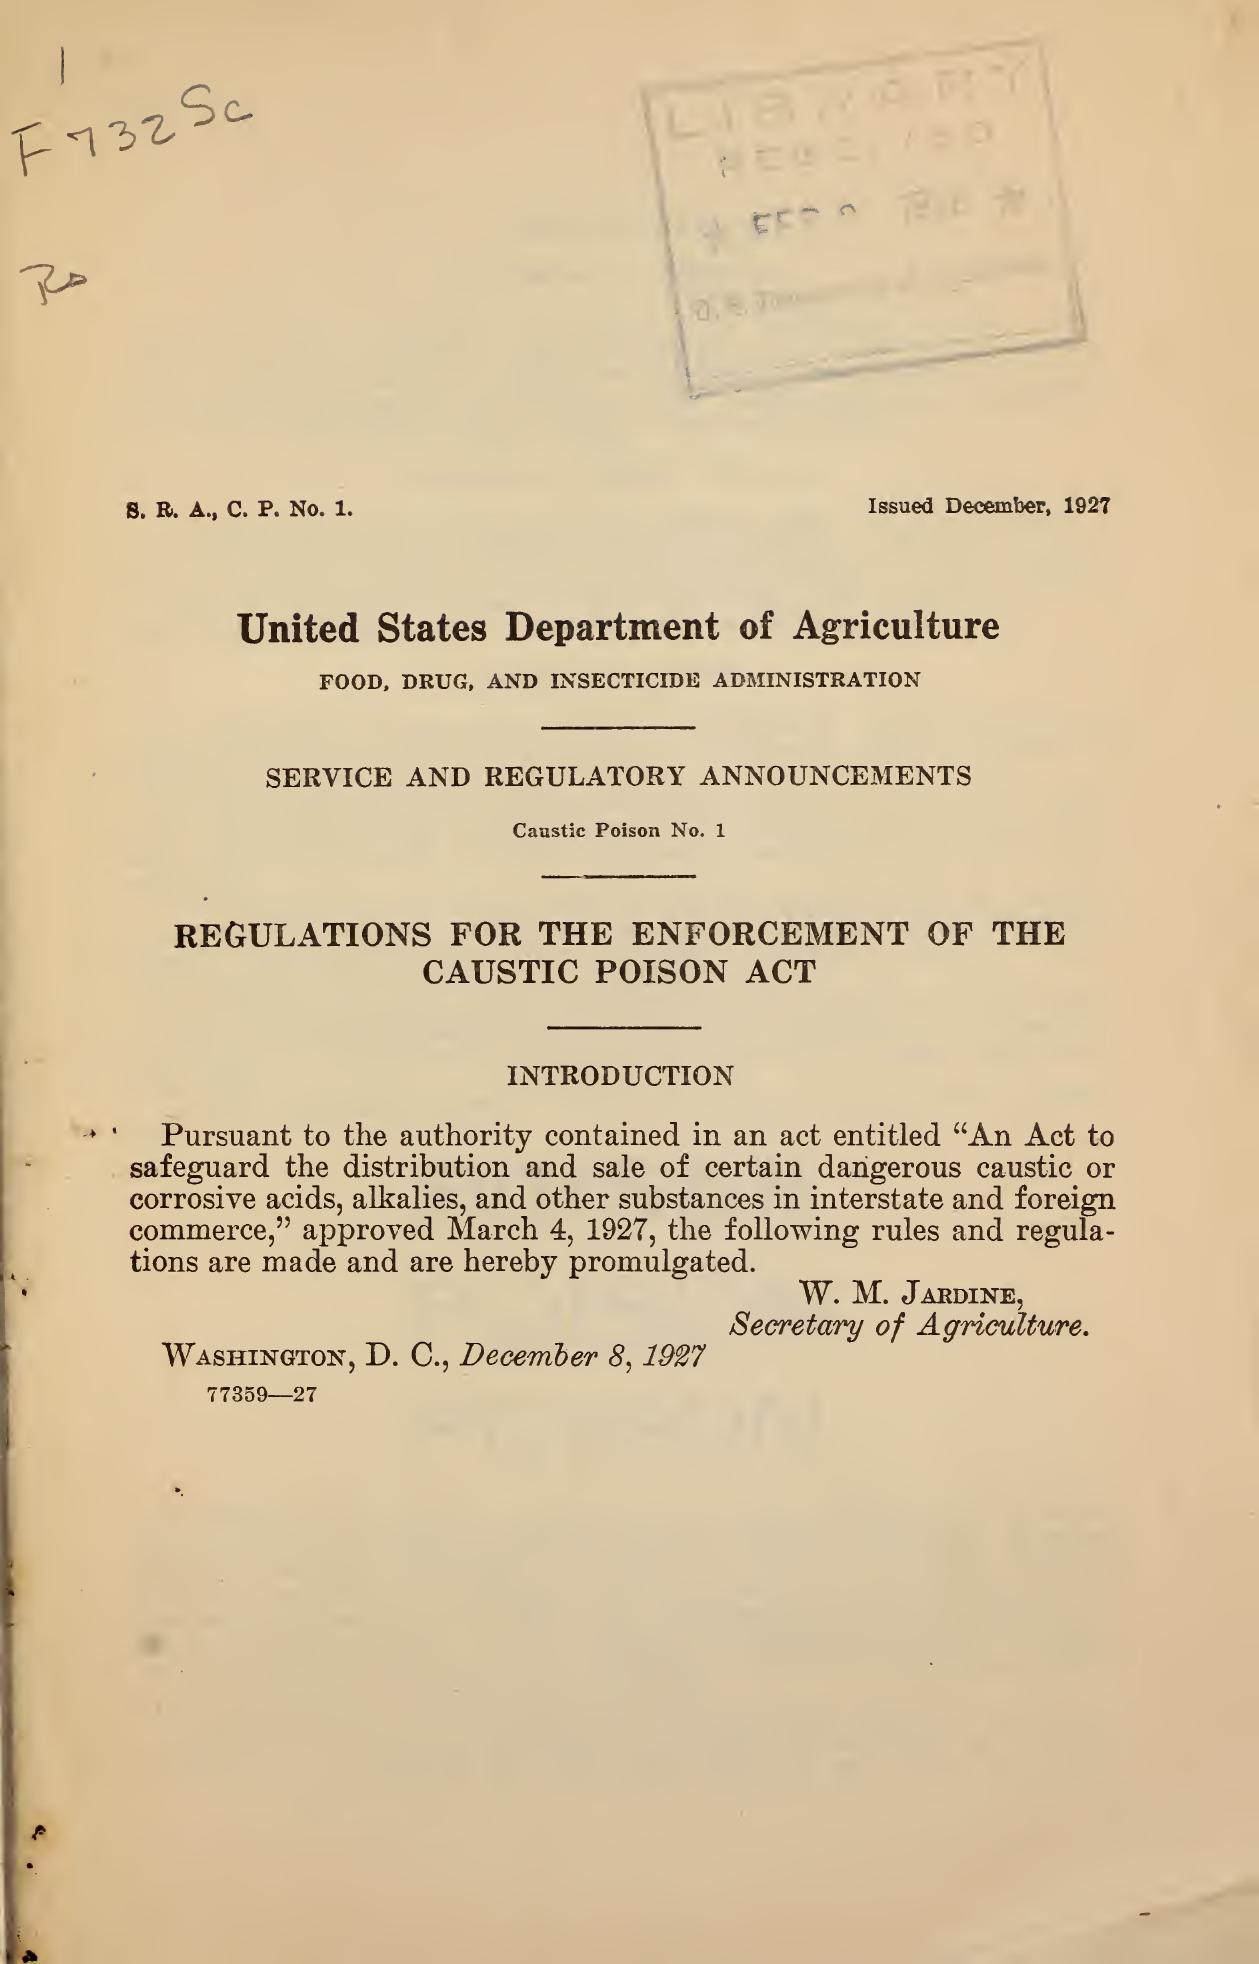 1
F732Sc
LIBRARY
RECEIVED
S. R. A., C. P. No. 1.
Issued December, 1927
United States Department of Agriculture
FOOD, DRUG, AND INSECTICIDE ADMINISTRATION
SERVICE AND REGULATORY ANNOUNCEMENTS
Caustic Poison No. 1
REGULATIONS FOR THE ENFORCEMENT OF THE
CAUSTIC POISON ACT
INTRODUCTION
Pursuant to the authority contained in an act entitled “An Act to
safeguard the distribution and sale of certain dangerous caustic or
corrosive acids, alkalies, and other substances in interstate and foreign
commerce,” approved March 4, 1927, the following rules and regula-
tions are made and are hereby promulgated.
W. M. JARDINE,
Secretary of Agriculture.
WASHINGTON, D. C., December 8, 1927
77359—27